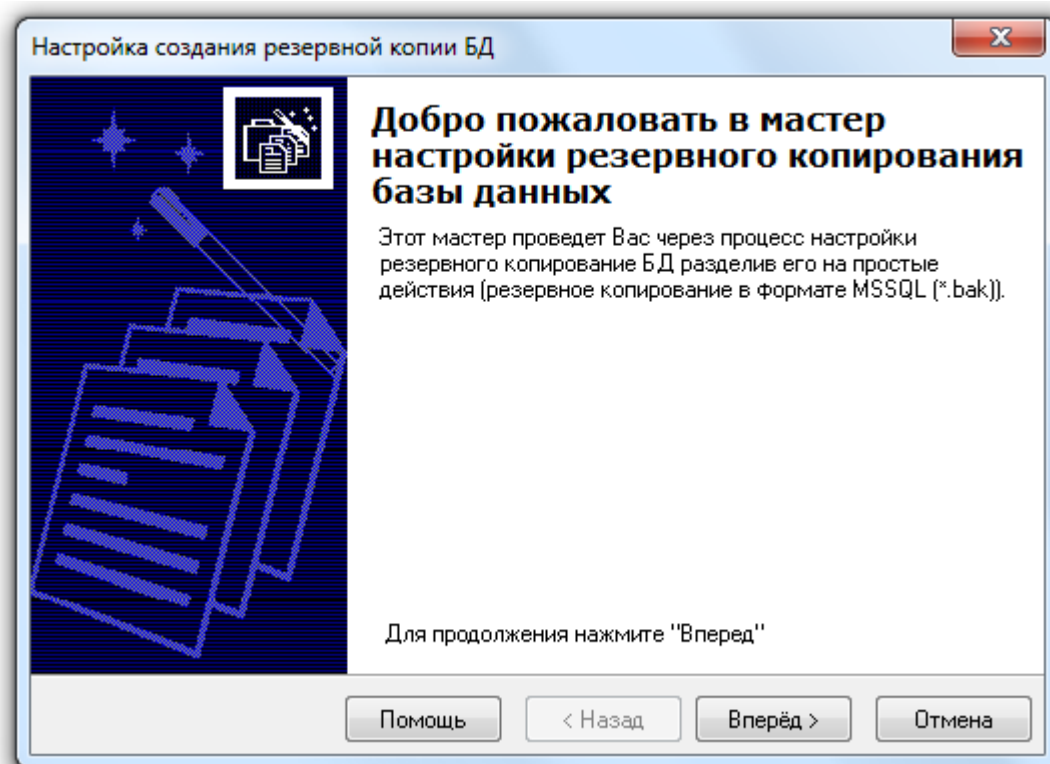 Настройка создания резервной копии БД
Добро пожаловать в мастер
настройки резервного копирования
базы данных
Этот мастер проведет Вас через процесс настройки
резервного копирование БД разделив его на простые
действия (резервное копирование в формате MSSQL (*.bak)).
Для продолжения нажмите "Вперед"
Помощь
< Назад
Вперёд >
Отмена